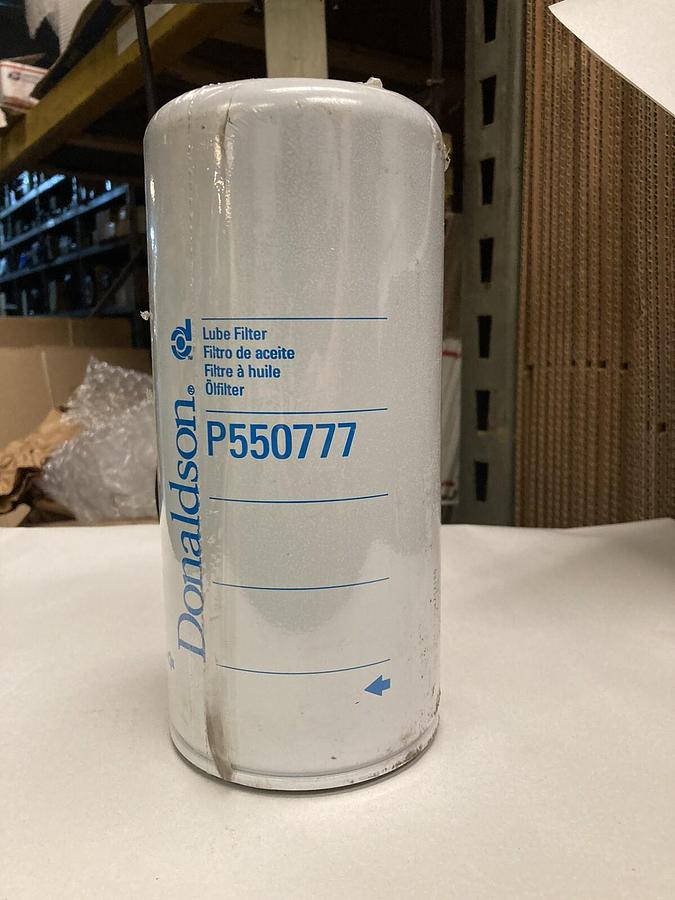 Lube Filter
Filtro de aceite
Filtre à huile
Ölfilter
P550777
Donaldson®